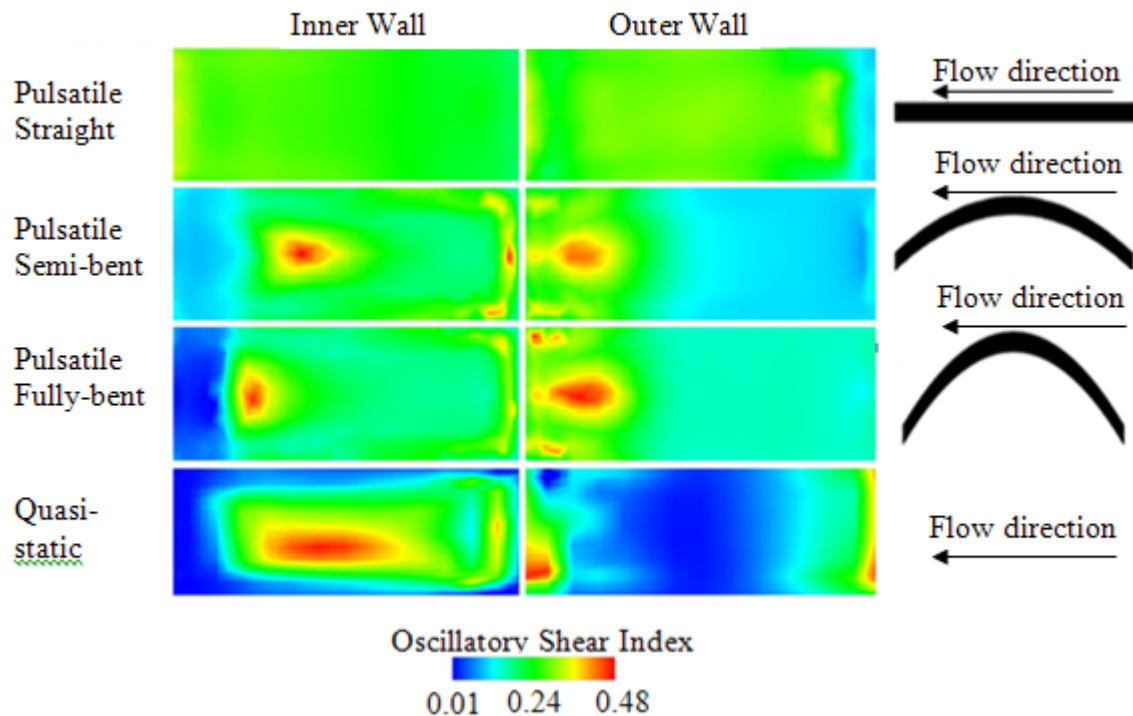 Inner Wall
Outer Wall
Pulsatile
Straight
Flow direction
Pulsatile
Semi-bent
Flow direction
Pulsatile
Fully-bent
Flow direction
Quasi-
static
Flow direction
Oscillatory Shear Index
0.01 0.24 0.48